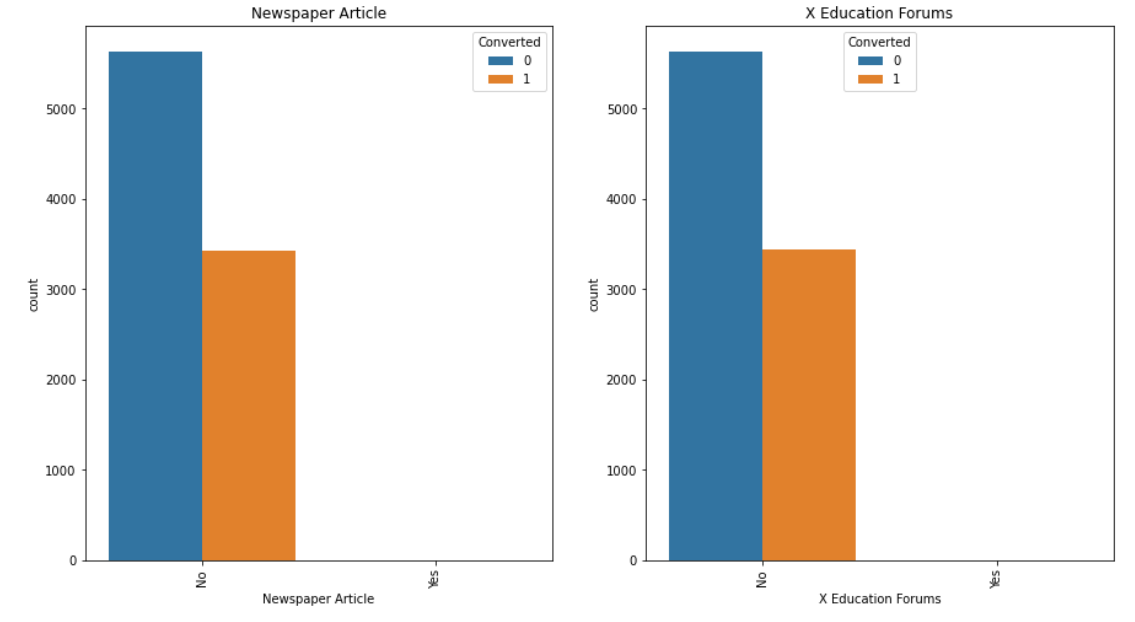 Newspaper Article
Converted
0
1
5000
4000
3000
2000
1000
0
count
No
Yes
Newspaper Article
X Education Forums
Converted
0
1
5000
4000
3000
2000
1000
0
count
No
Yes
X Education Forums